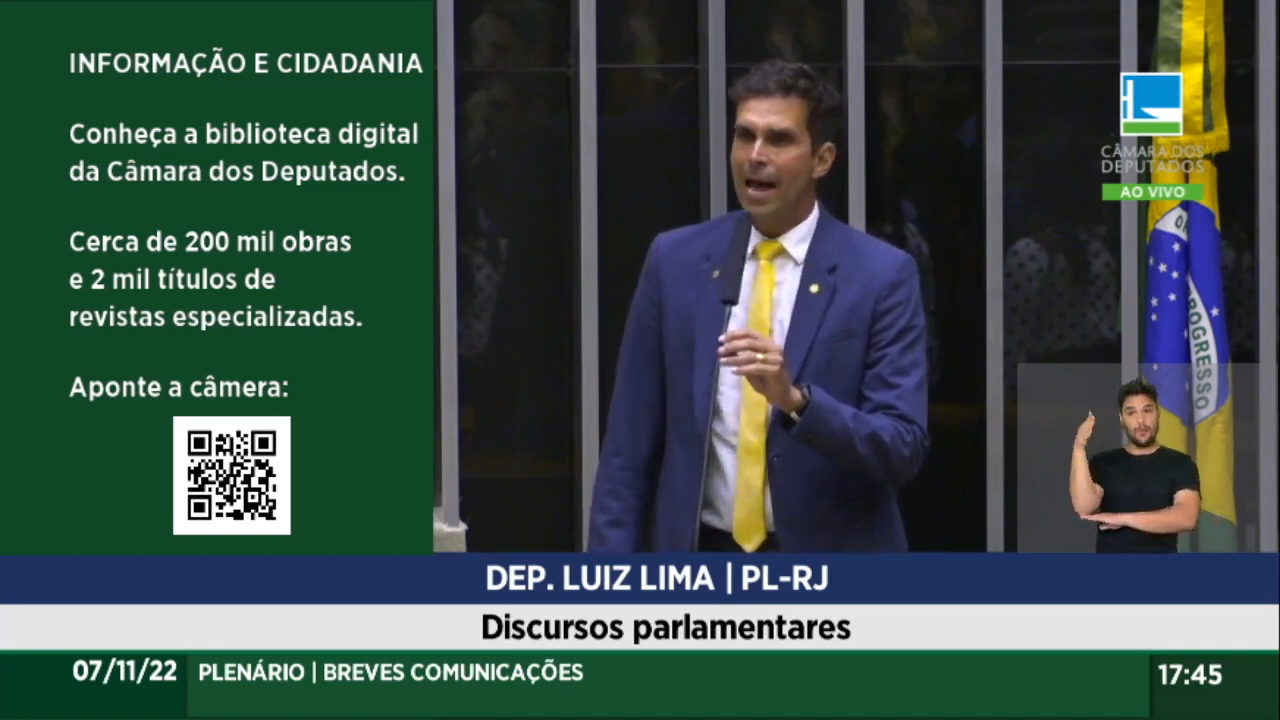 INFORMAÇÃO E CIDADANIA
Conheça a biblioteca digital
da Câmara dos Deputados.
Cerca de 200 mil obras
e 2 mil títulos de
revistas especializadas.
Aponte a câmera:
CÂMARA DOS
DEPUTADOS
AO VIVO
PROGRESSO
DEP. LUIZ LIMA | PL-RJ
Discursos parlamentares
07/11/22
PLENÁRIO | BREVES COMUNICAÇÕES
17:45